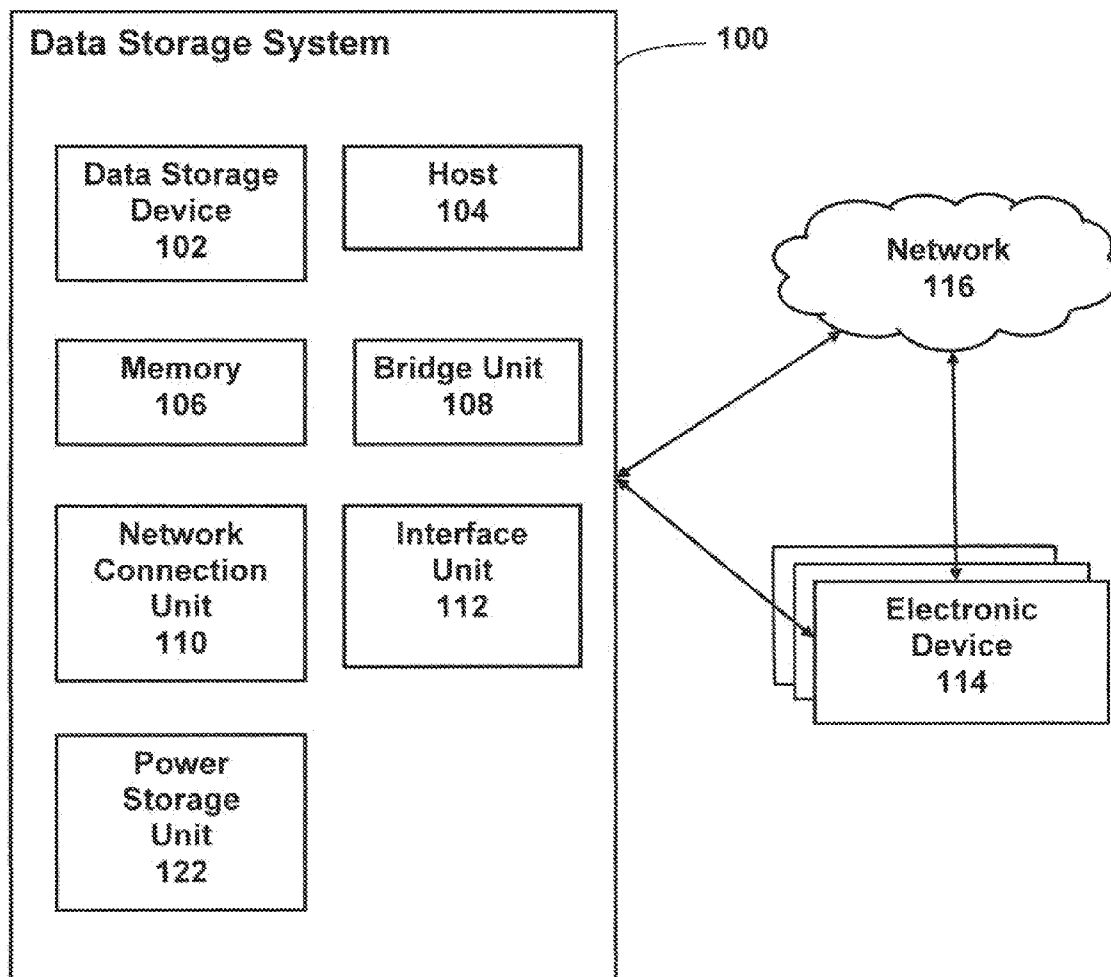 Data Storage System
100
Data Storage
Device
102
Host
104
Memory
106
Bridge Unit
108
Network
Connection
Unit
110
Interface
Unit
112
Power
Storage
Unit
122
Network
116
Electronic
Device
114